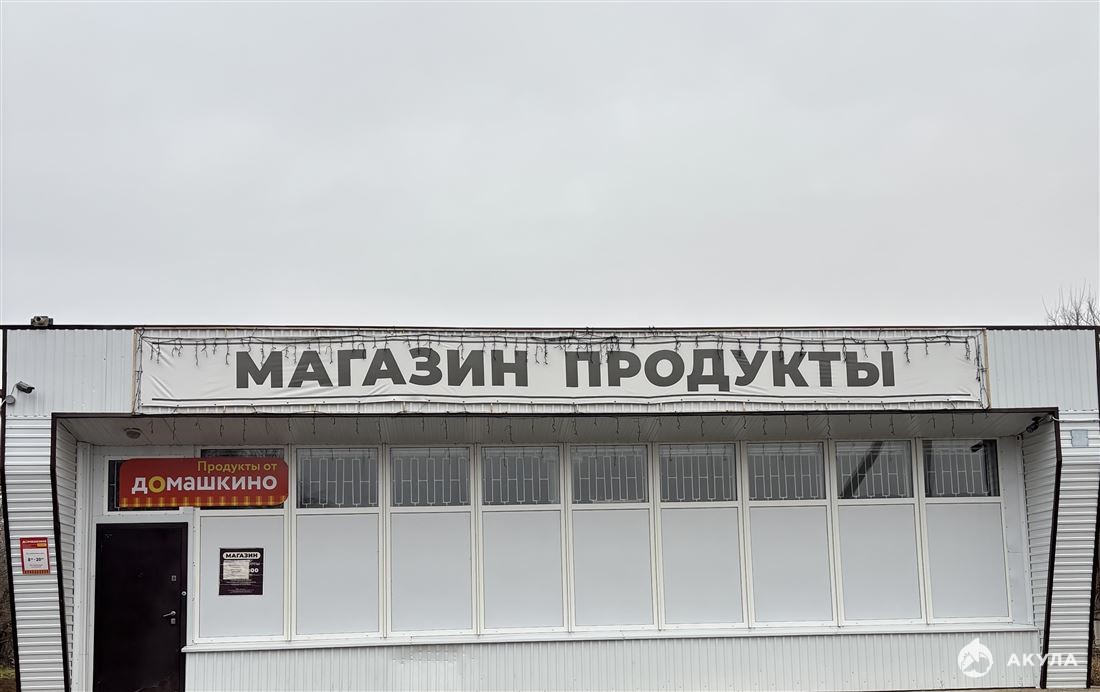 МАГАЗИН ПРОДУКТЫ
Продукты от
дОмашкино
МАГАЗИН
АКУЛА